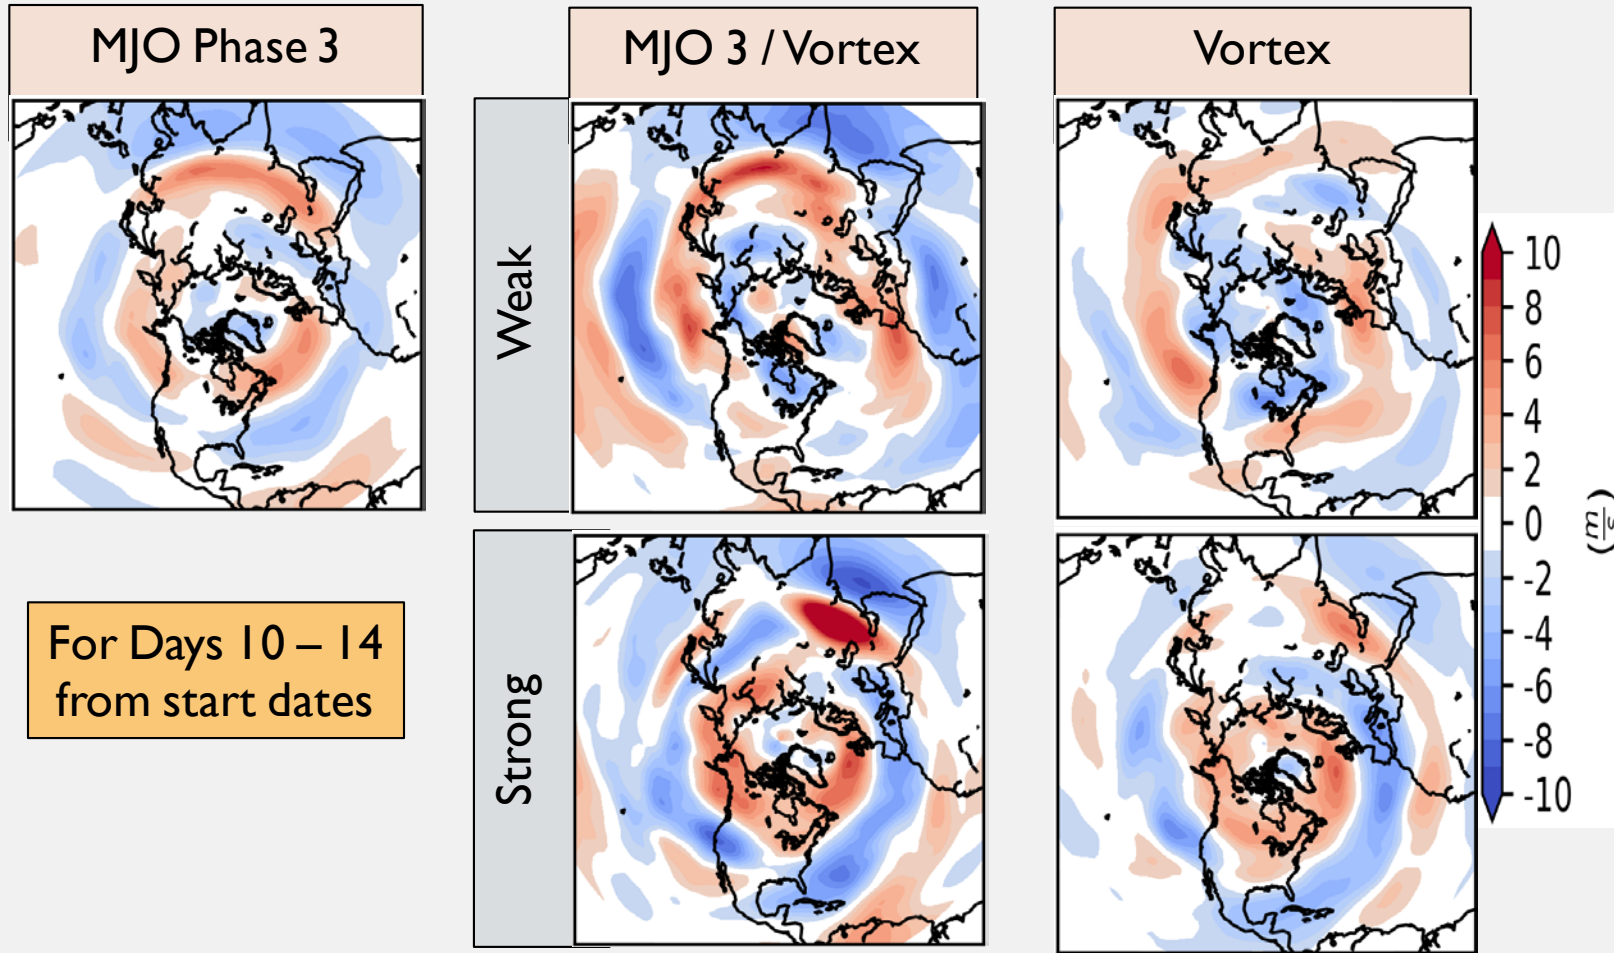 MJO Phase 3
MJO 3 / Vortex
Vortex
Weak
Strong
For Days 10 – 14
from start dates
10
8
6
4
2
0
-2
-4
-6
-8
-10
(m/s)